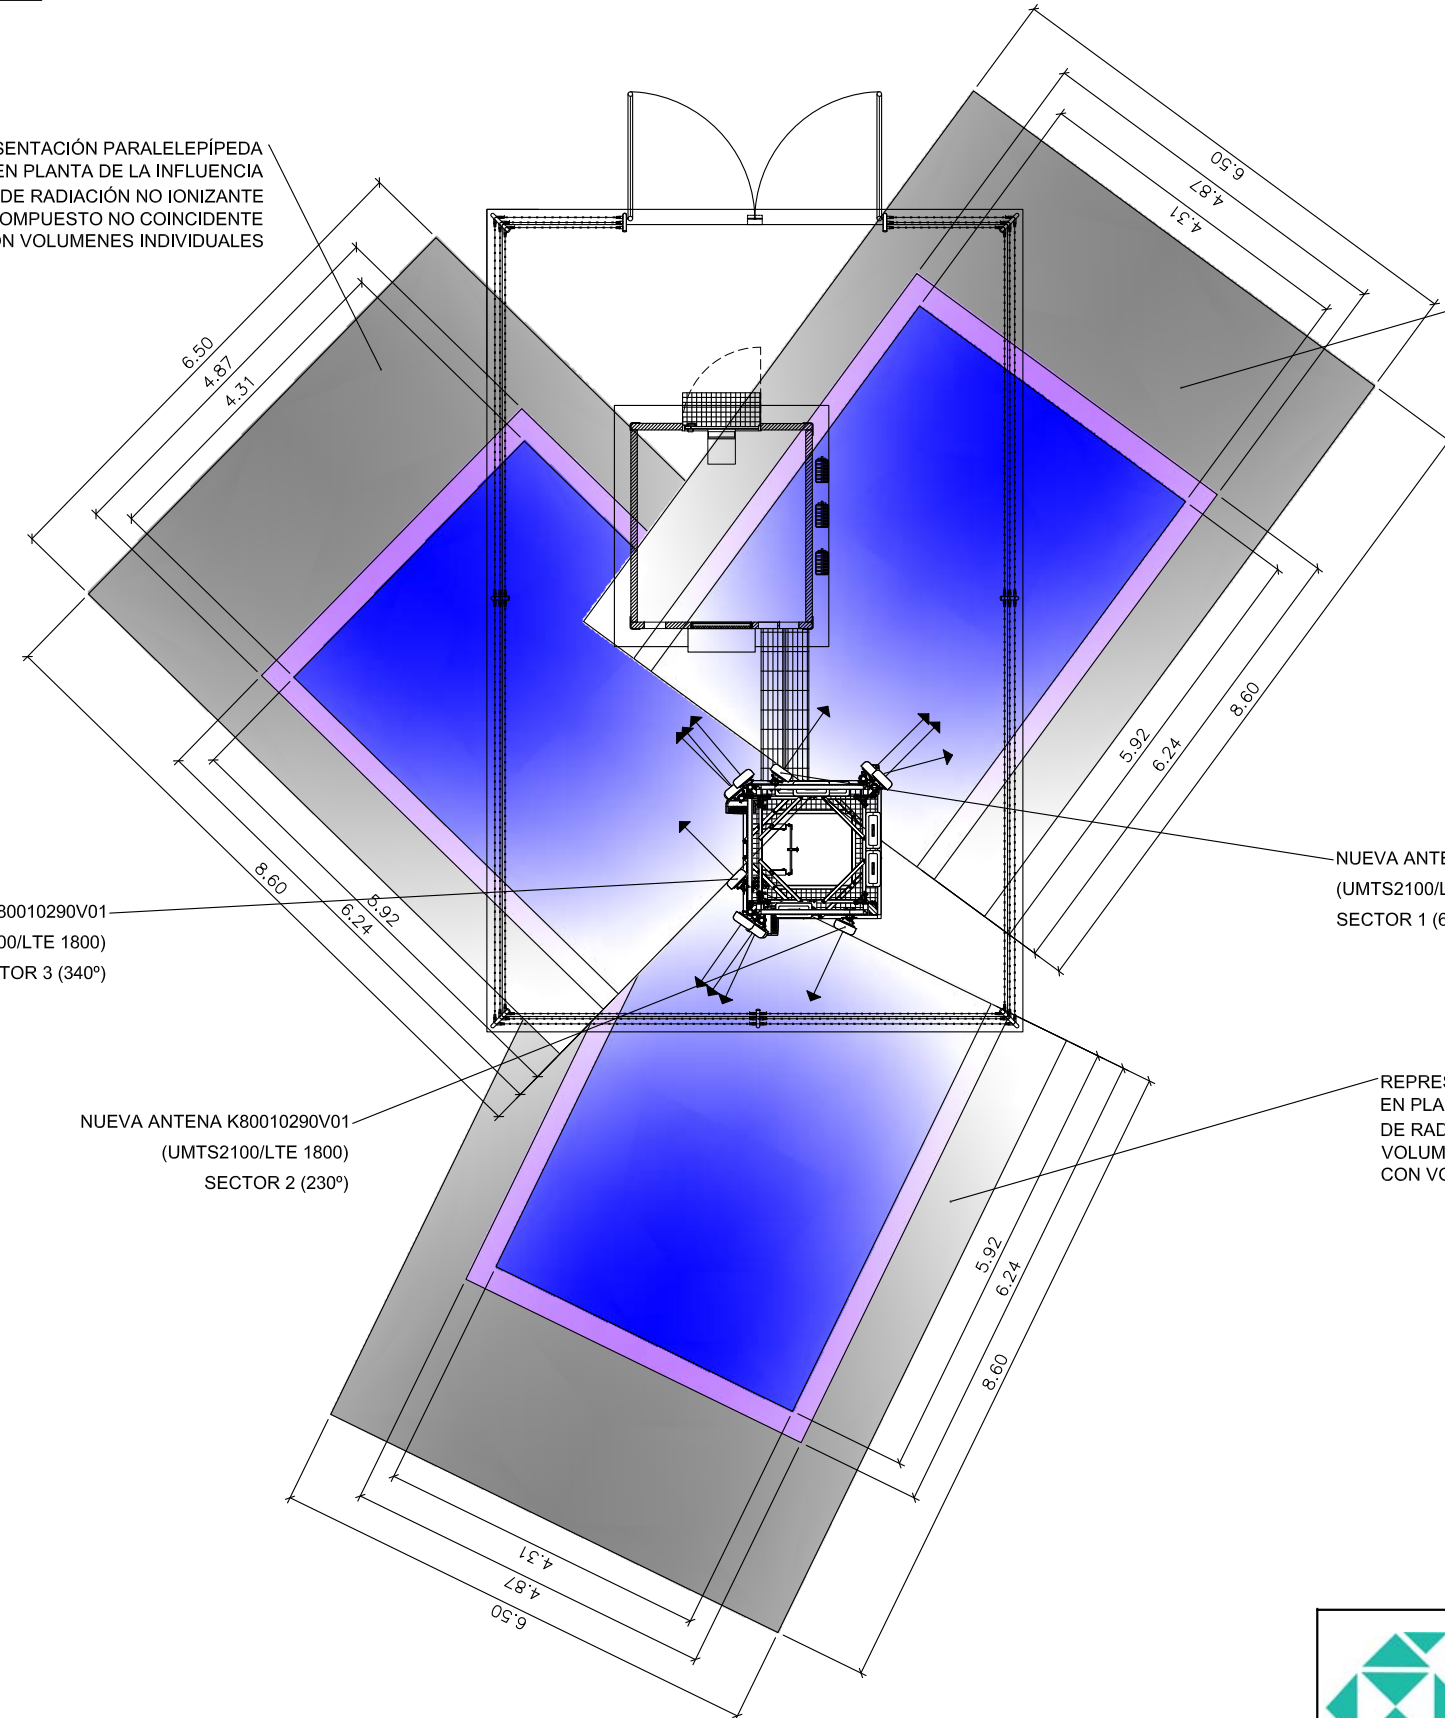 SENTACIÓN PARALELEPÍPEDA
EN PLANTA DE LA INFLUENCIA
DE RADIACIÓN NO IONIZANTE
OMPUESTO NO COINCIDENTE
ON VOLUMENES INDIVIDUALES
6.50
4.87
4.31
6.50
4.87
4.31
5.92
6.24
8.60
8.60
6.24
5.92
80010290V01
00/LTE 1800)
TOR 3 (340º)
NUEVA ANTE
(UMTS2100/L
SECTOR 1 (6
NUEVA ANTENA K80010290V01
(UMTS2100/LTE 1800)
SECTOR 2 (230º)
REPRES
EN PLA
DE RAD
VOLUM
CON VO
5.92
6.24
8.60
4.31
4.87
6.50